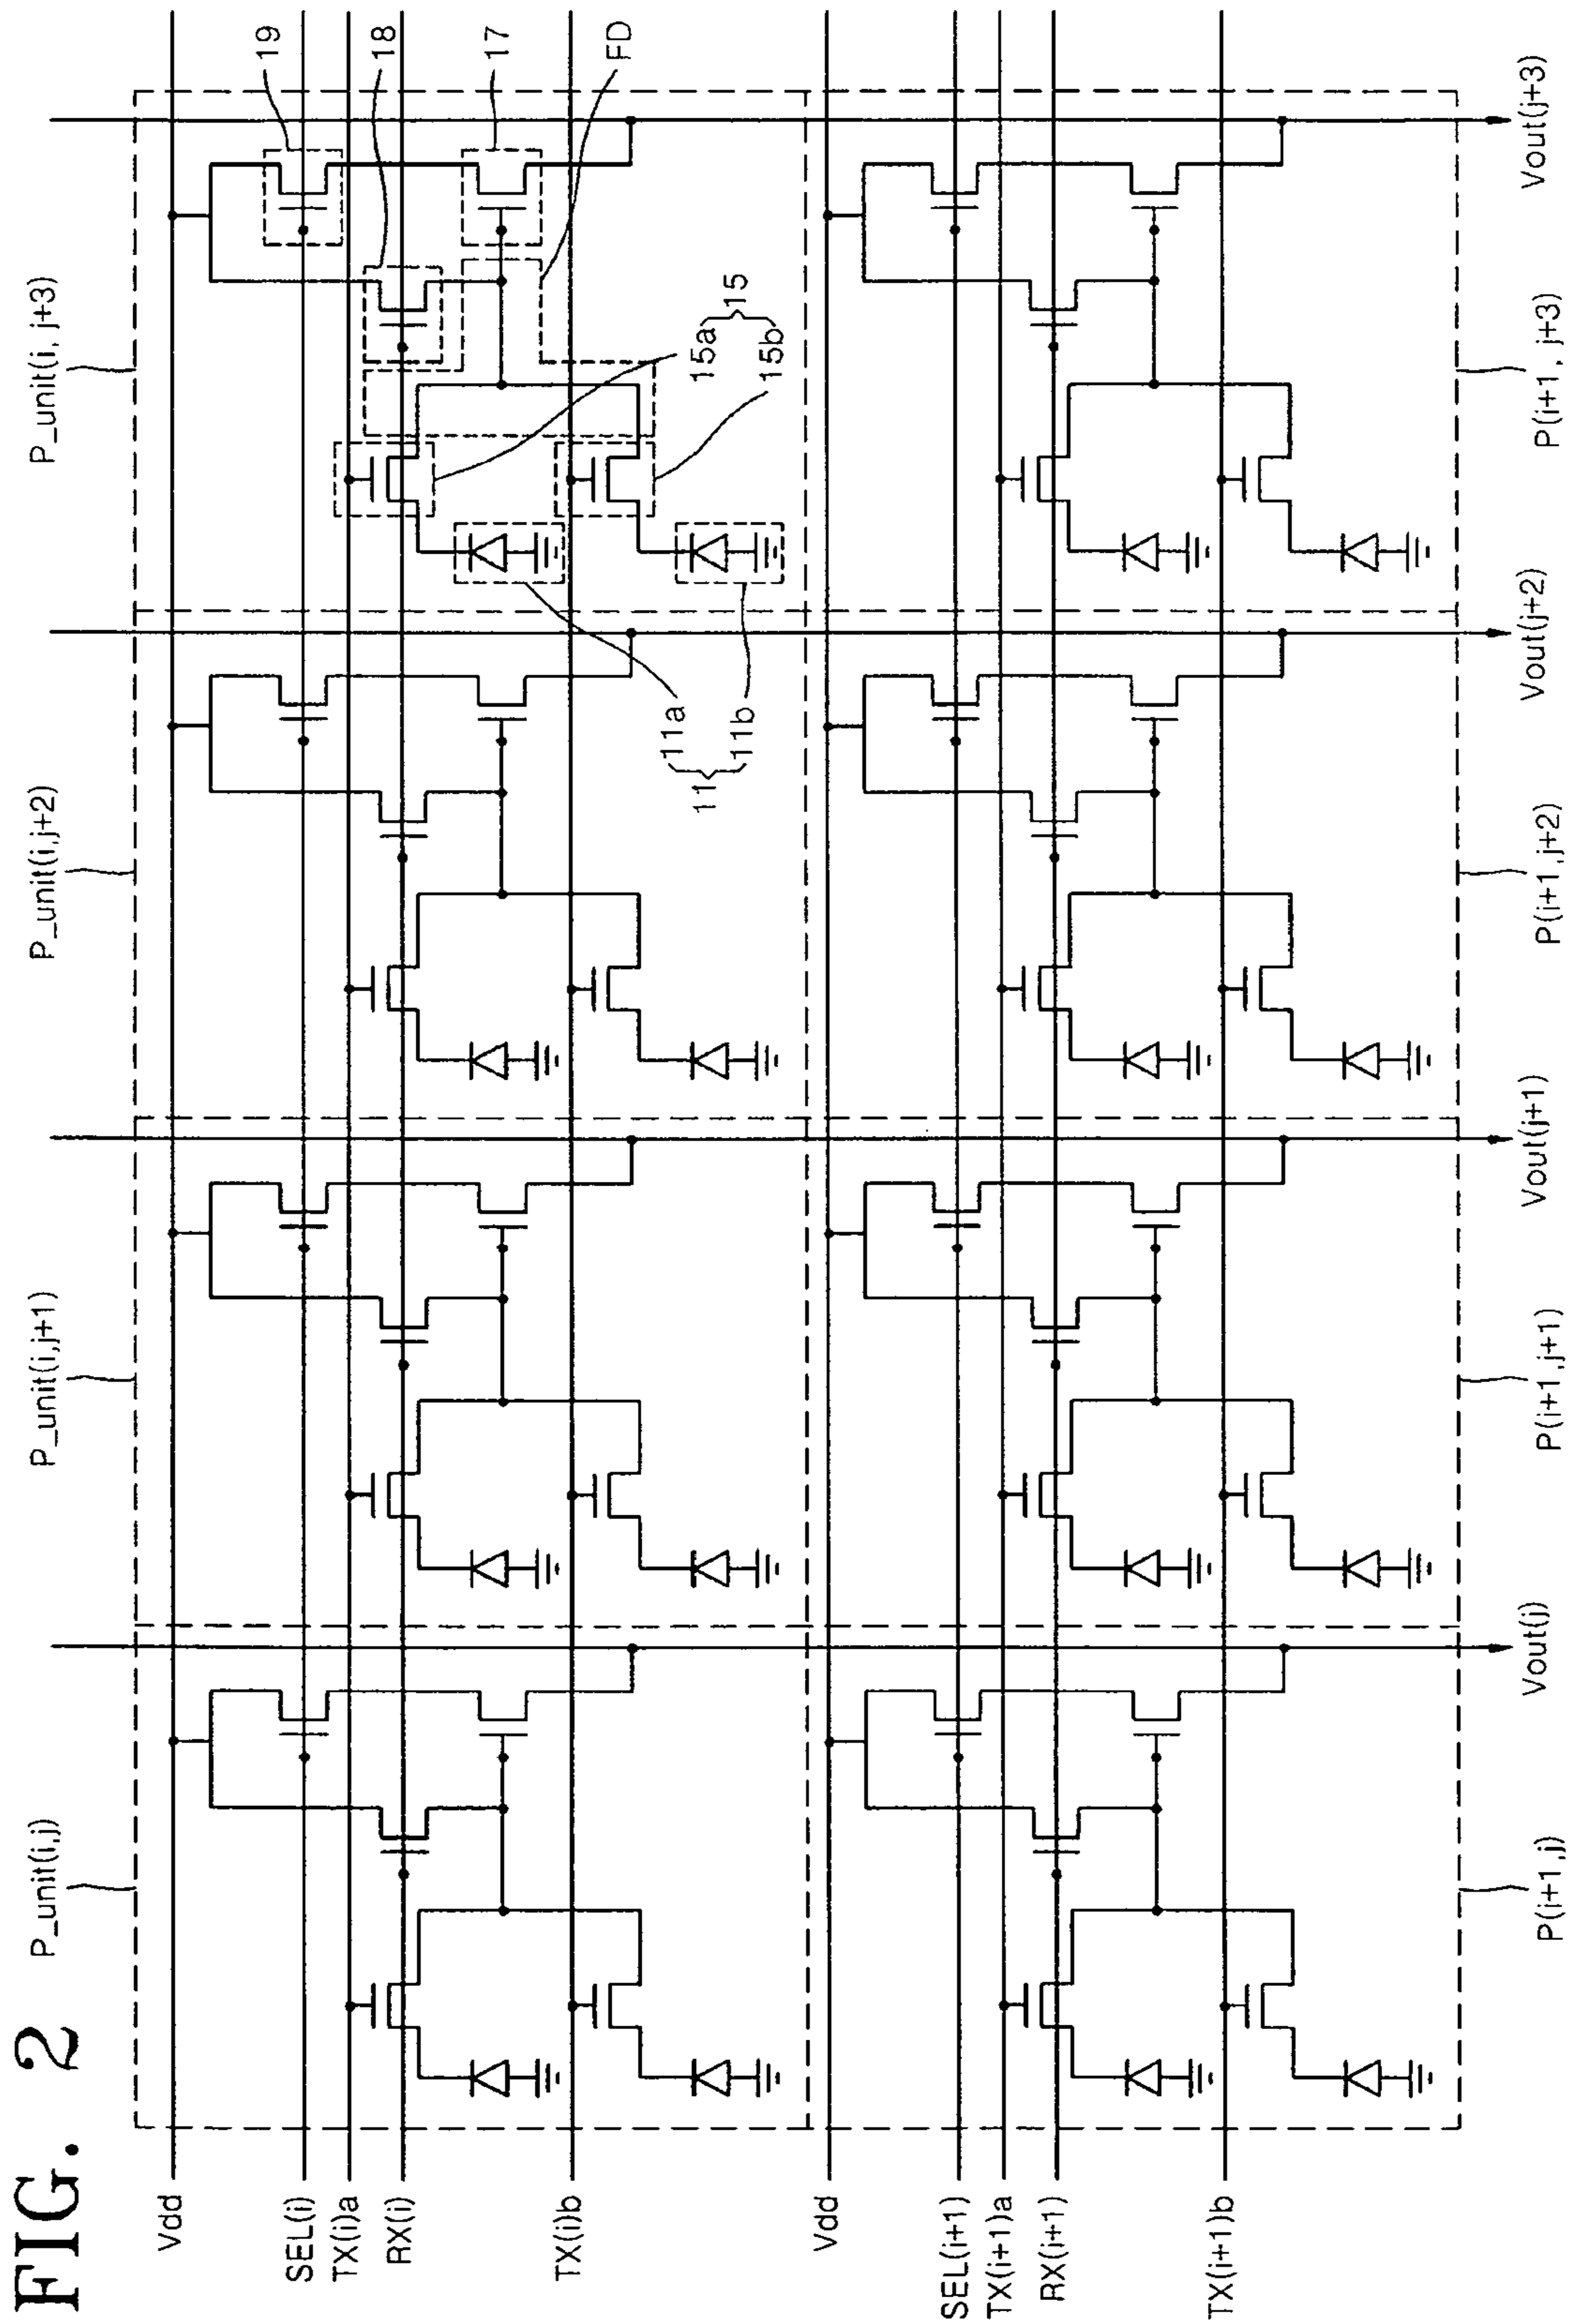 FIG. 2
P_unit(i,j)
P_unit(i,j+1)
P_unit(i,j+2)
P_unit(i, j+3)
Vdd
SEL(i)
TX(i)a
RX(i)
TX(i)b
19
18
17
FD
15a
15b
15
11a
11b
11
Vdd
SEL(i+1)
TX(i+1)a
RX(i+1)
TX(i+1)b
Vout(j)
Vout(j+1)
Vout(j+2)
Vout(j+3)
P(i+1,j)
P(i+1,j+1)
P(i+1,j+2)
P(i+1, j+3)